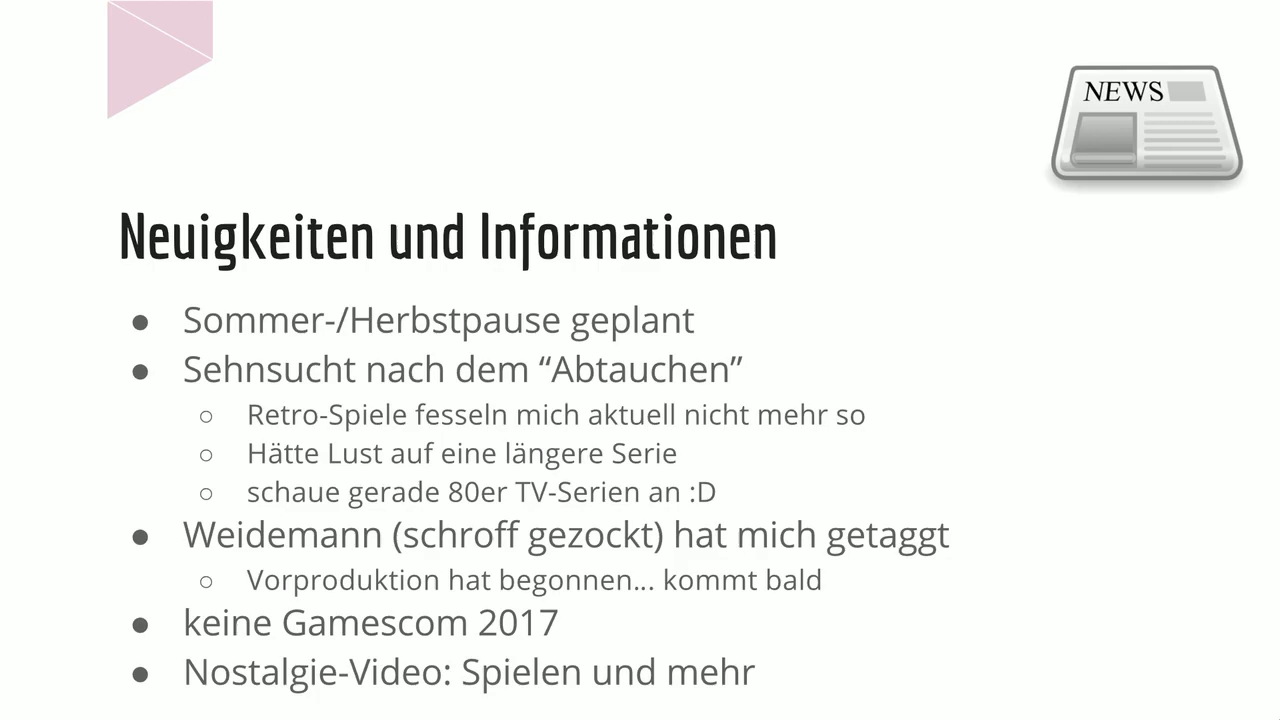 NEWS
Neuigkeiten und Informationen
● Sommer-/Herbstpause geplant
● Sehnsucht nach dem “Abtauchen”
○ Retro-Spiele fesseln mich aktuell nicht mehr so
○ Hätte Lust auf eine längere Serie
○ schaue gerade 80er TV-Serien an :D
● Weidemann (schroff gezockt) hat mich getaggt
○ Vorproduktion hat begonnen... kommt bald
● keine Gamescom 2017
● Nostalgie-Video: Spielen und mehr